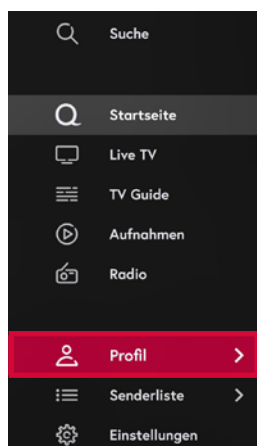 Suche
Startseite
Live TV
TV Guide
Aufnahmen
Radio
Profil
Senderliste
Einstellungen